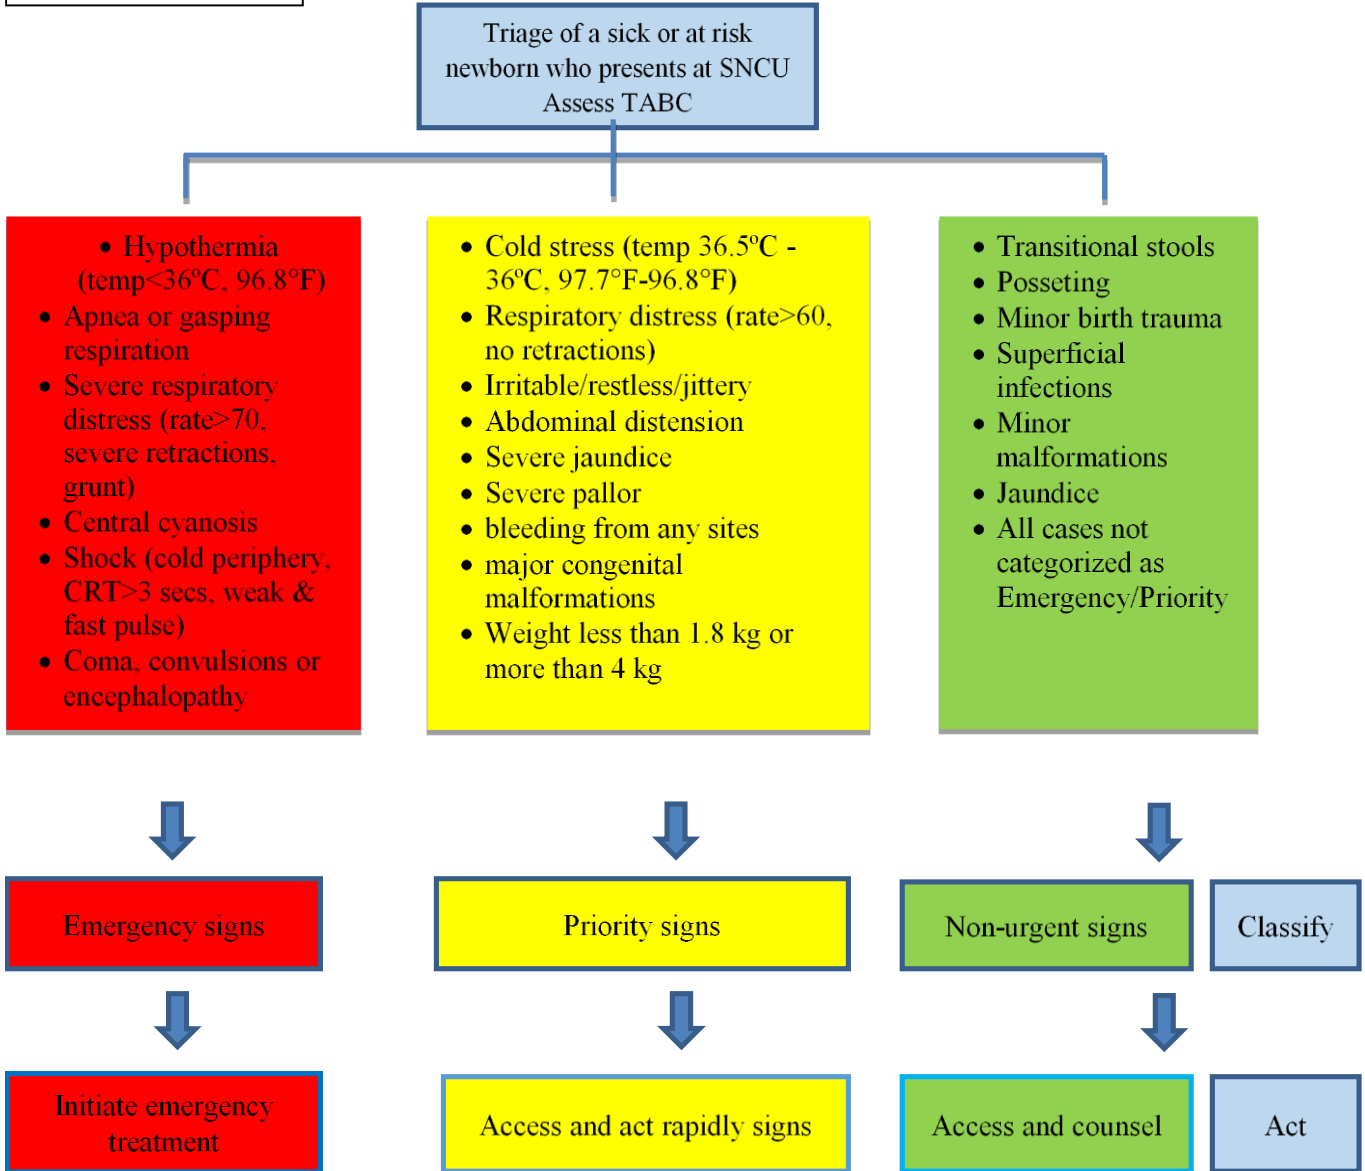 Triage of a sick or at risk
newborn who presents at SNCU
Assess TABC
• Hypothermia
(temp<36ºC, 96.8°F)
• Apnea or gasping
respiration
• Severe respiratory
distress (rate>70,
severe retractions,
grunt)
• Central cyanosis
• Shock (cold periphery,
CRT>3 secs, weak &
fast pulse)
• Coma, convulsions or
encephalopathy
• Cold stress (temp 36.5ºC -
36ºC, 97.7°F-96.8°F)
• Respiratory distress (rate>60,
no retractions)
• Irritable/restless/jittery
• Abdominal distension
• Severe jaundice
• Severe pallor
• bleeding from any sites
• major congenital
malformations
• Weight less than 1.8 kg or
more than 4 kg
• Transitional stools
• Posseting
• Minor birth trauma
• Superficial
infections
• Minor
malformations
• Jaundice
• All cases not
categorized as
Emergency/Priority
Emergency signs
Priority signs
Non-urgent signs
Classify
Initiate emergency
treatment
Access and act rapidly signs
Access and counsel
Act